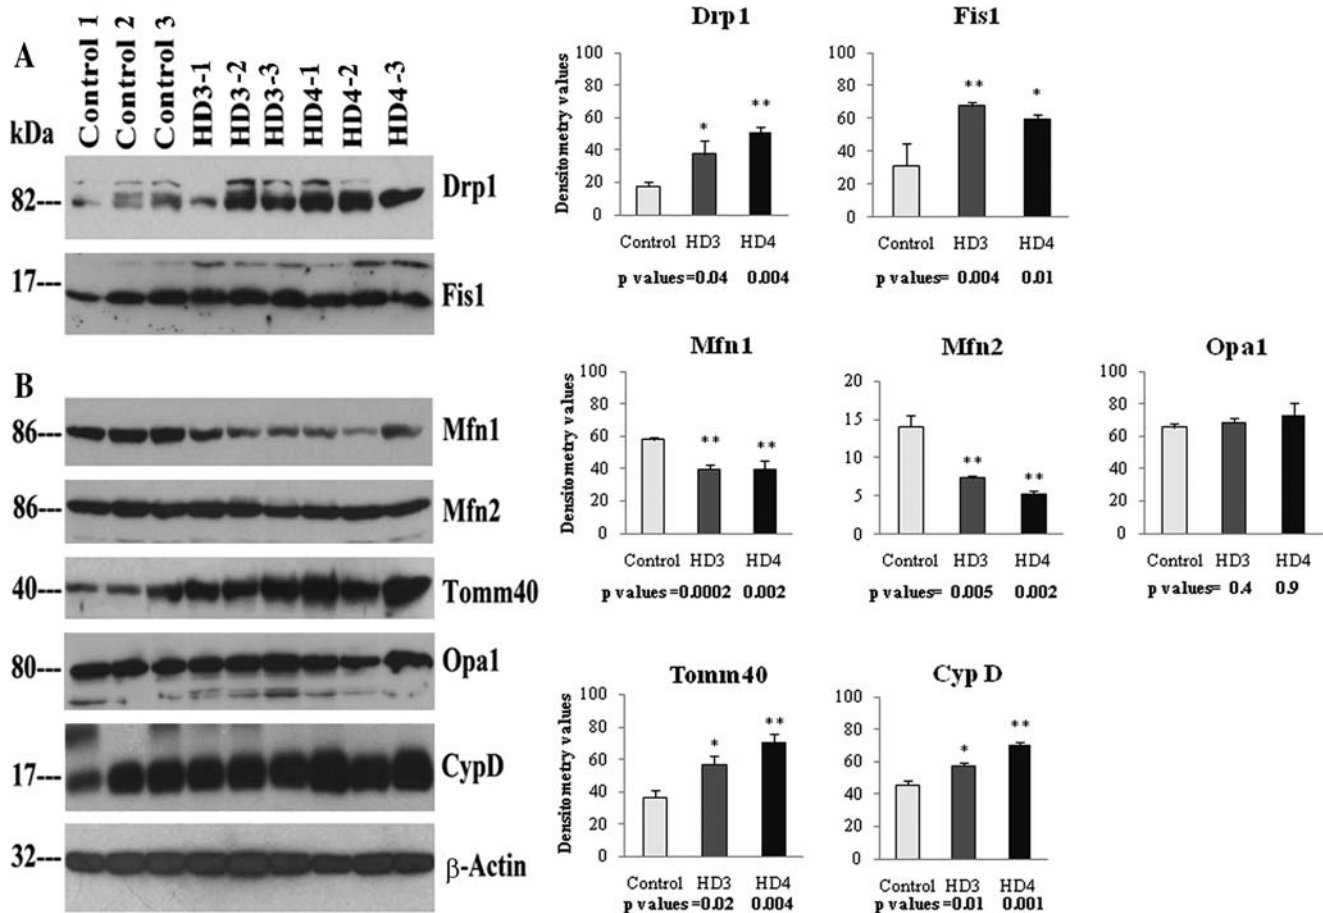 A
Control 1
Control 2
Control 3
HD3-1
HD3-2
HD3-3
HD4-1
HD4-2
HD4-3
kDa
82---
Drp1
17---
Fis1
B
86---
Mfn1
86---
Mfn2
40---
Tomm40
80---
Opa1
17---
CypD
32---
β-Actin
Drp1
Densitometry values
100
80
60
40
20
0
*
**
Control HD3 HD4
p values=0.04 0.004
Fis1
100
80
60
40
20
0
**
*
Control HD3 HD4
p values= 0.004 0.01
Mfn1
Densitometry values
100
80
60
40
20
0
**
**
Control HD3 HD4
p values=0.0002 0.002
Mfn2
20
15
10
5
0
**
**
Control HD3 HD4
p values= 0.005 0.002
Opa1
100
80
60
40
20
0
Control HD3 HD4
p values= 0.4 0.9
Tomm40
Densitometry values
100
80
60
40
20
0
*
**
Control HD3 HD4
p values=0.02 0.004
Cyp D
100
80
60
40
20
0
*
**
Control HD3 HD4
p values=0.01 0.001